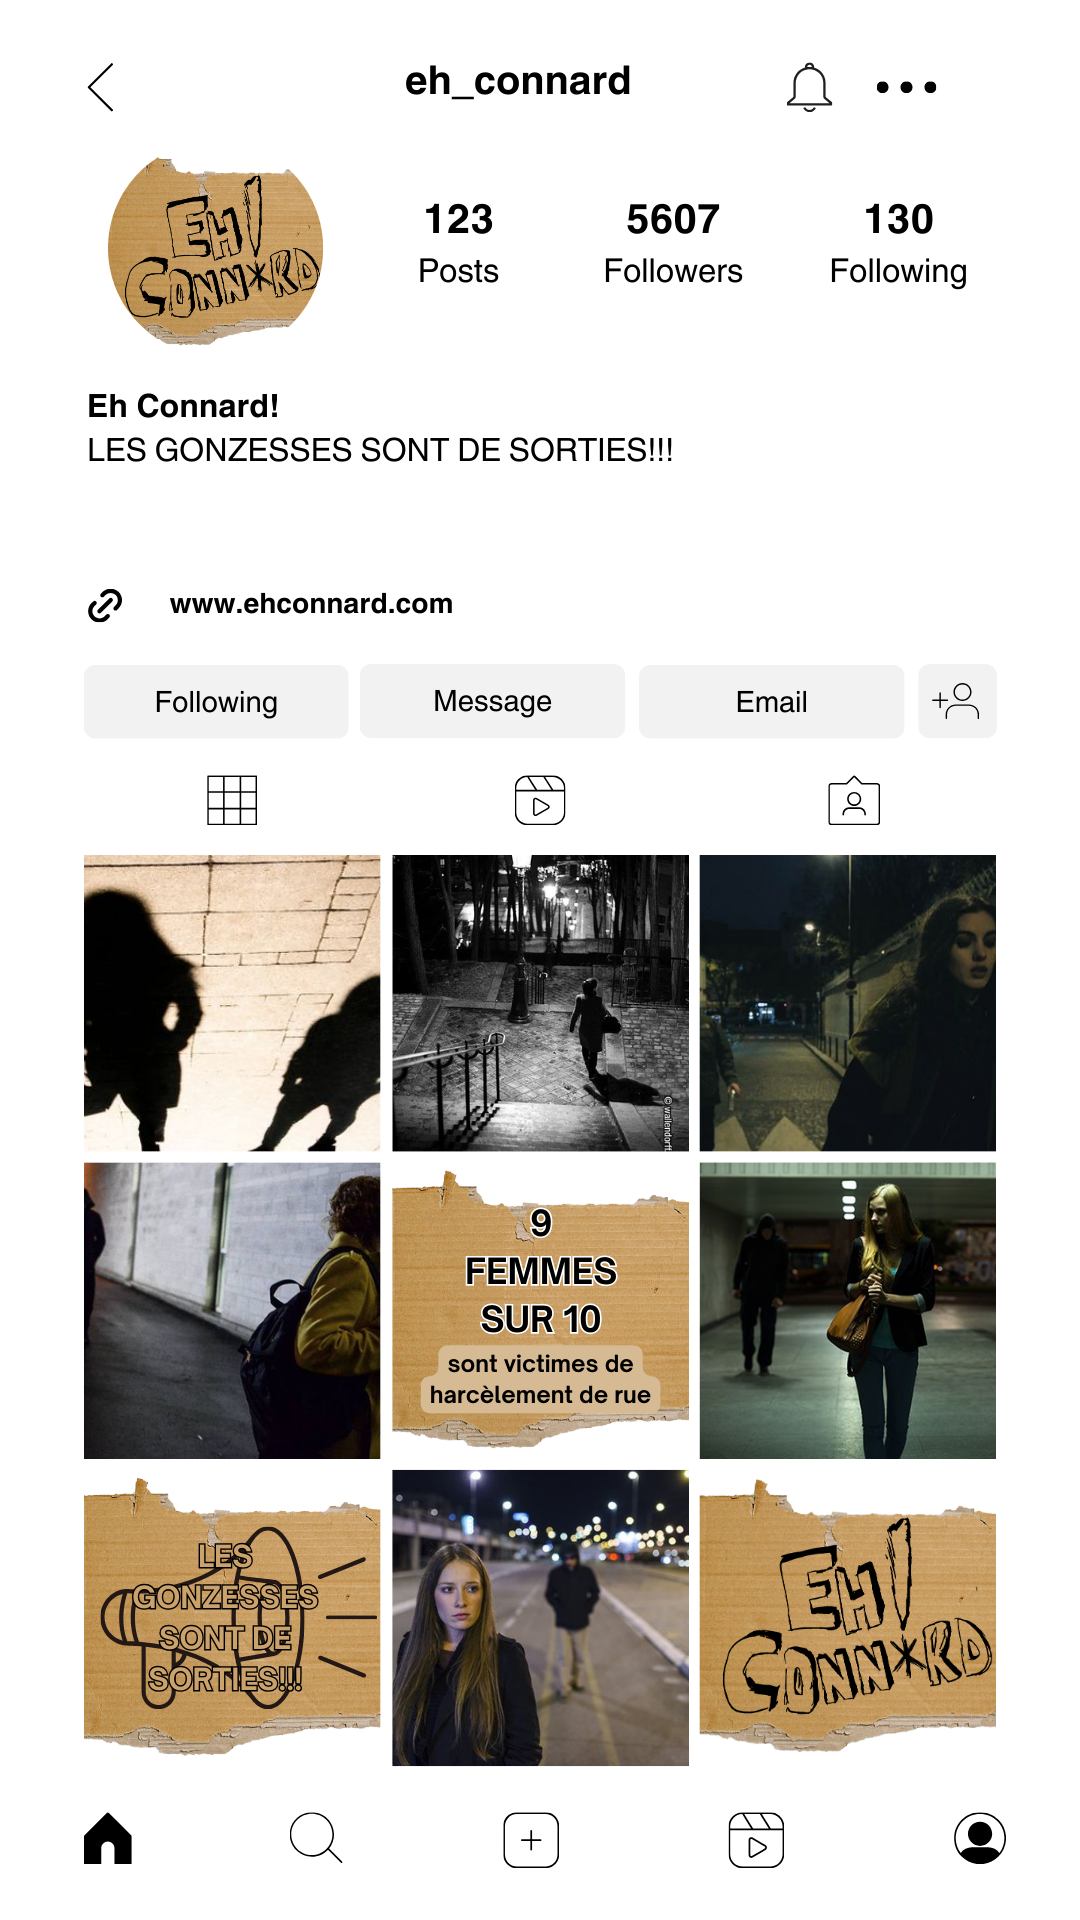 eh_connard
EH!
CONN*RD
123
5607
130
Posts
Followers
Following
Eh Connard!
LES GONZESSES SONT DE SORTIES!!!
www.ehconnard.com
Following
Message
Email
© wallendorff
9
FEMMES
SUR 10
sont victimes de
harcèlement de rue
LES
GONZESSES
SONT DE
SORTIES!!!
EH!
CONN*RD